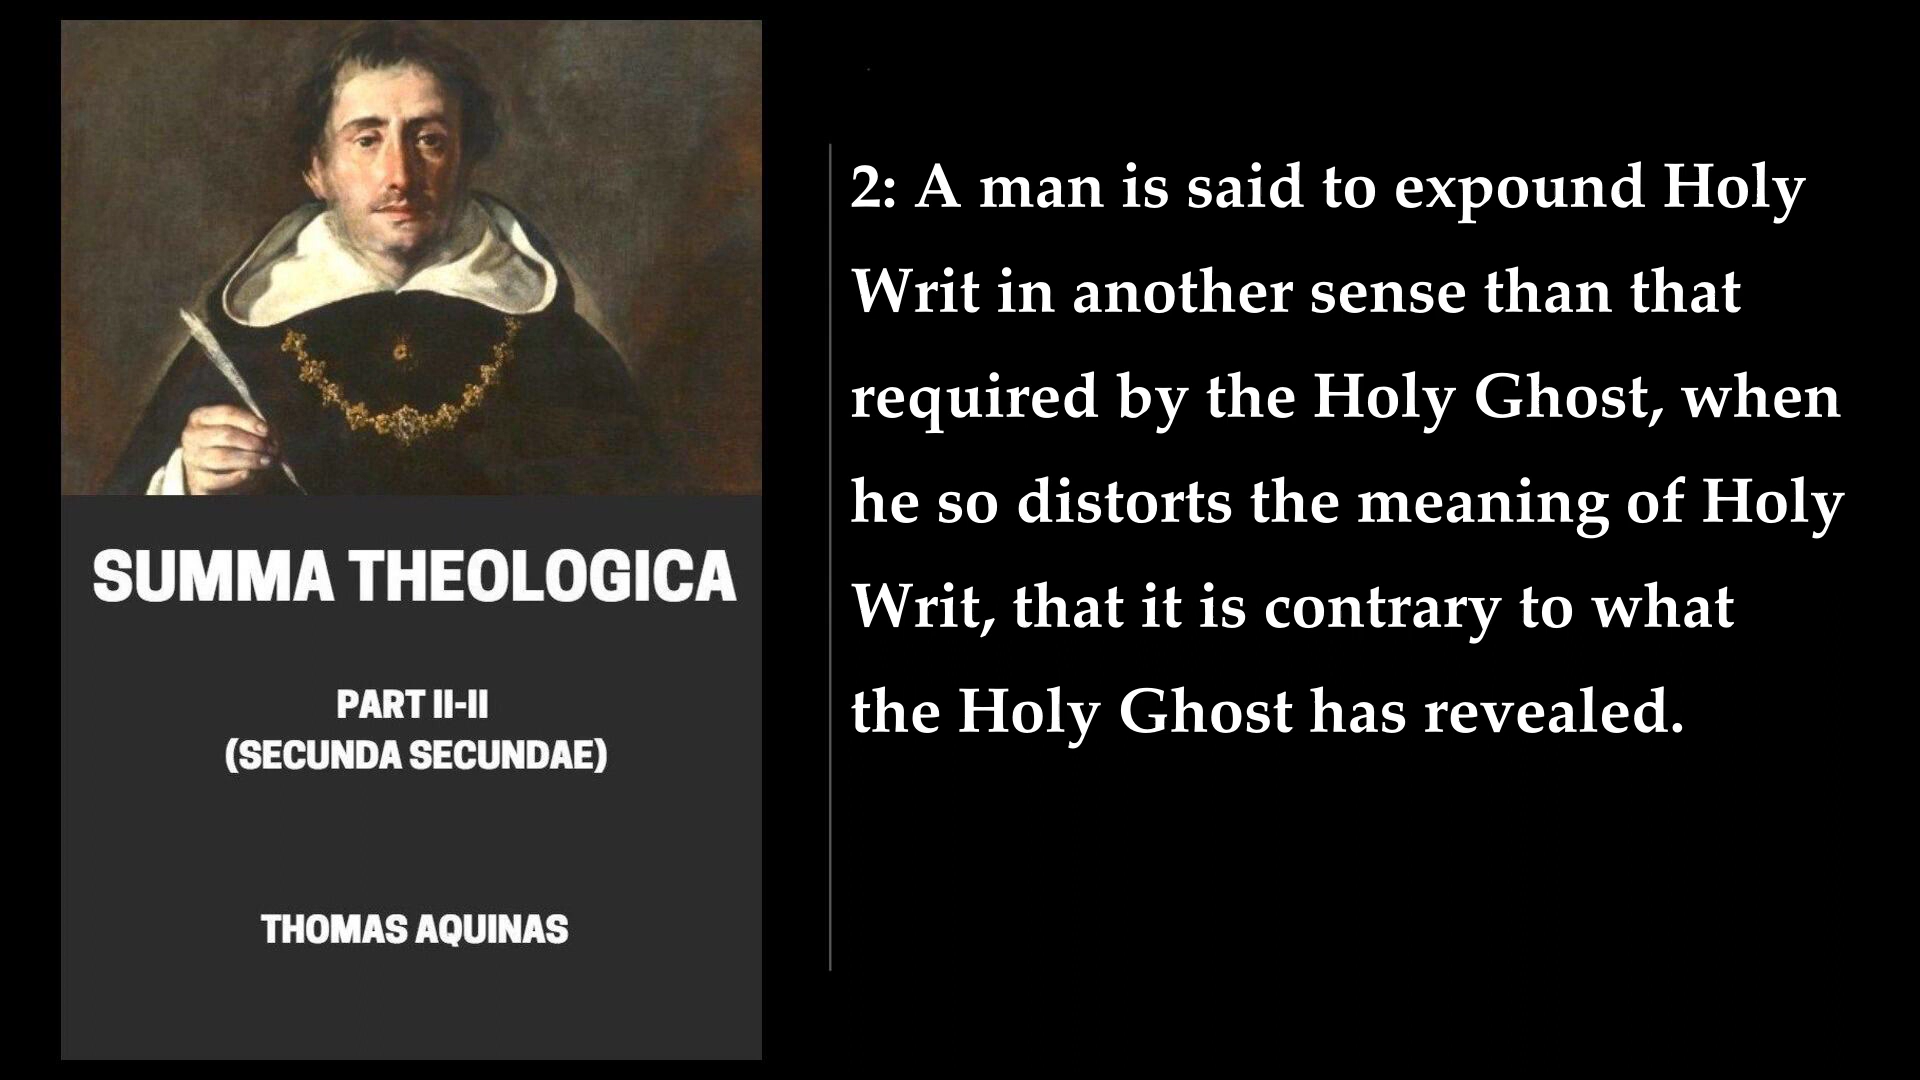 SUMMA THEOLOGICA
PART II-II
(SECUNDA SECUNDAE)
THOMAS AQUINAS
2: A man is said to expound Holy
Writ in another sense than that
required by the Holy Ghost, when
he so distorts the meaning of Holy
Writ, that it is contrary to what
the Holy Ghost has revealed.